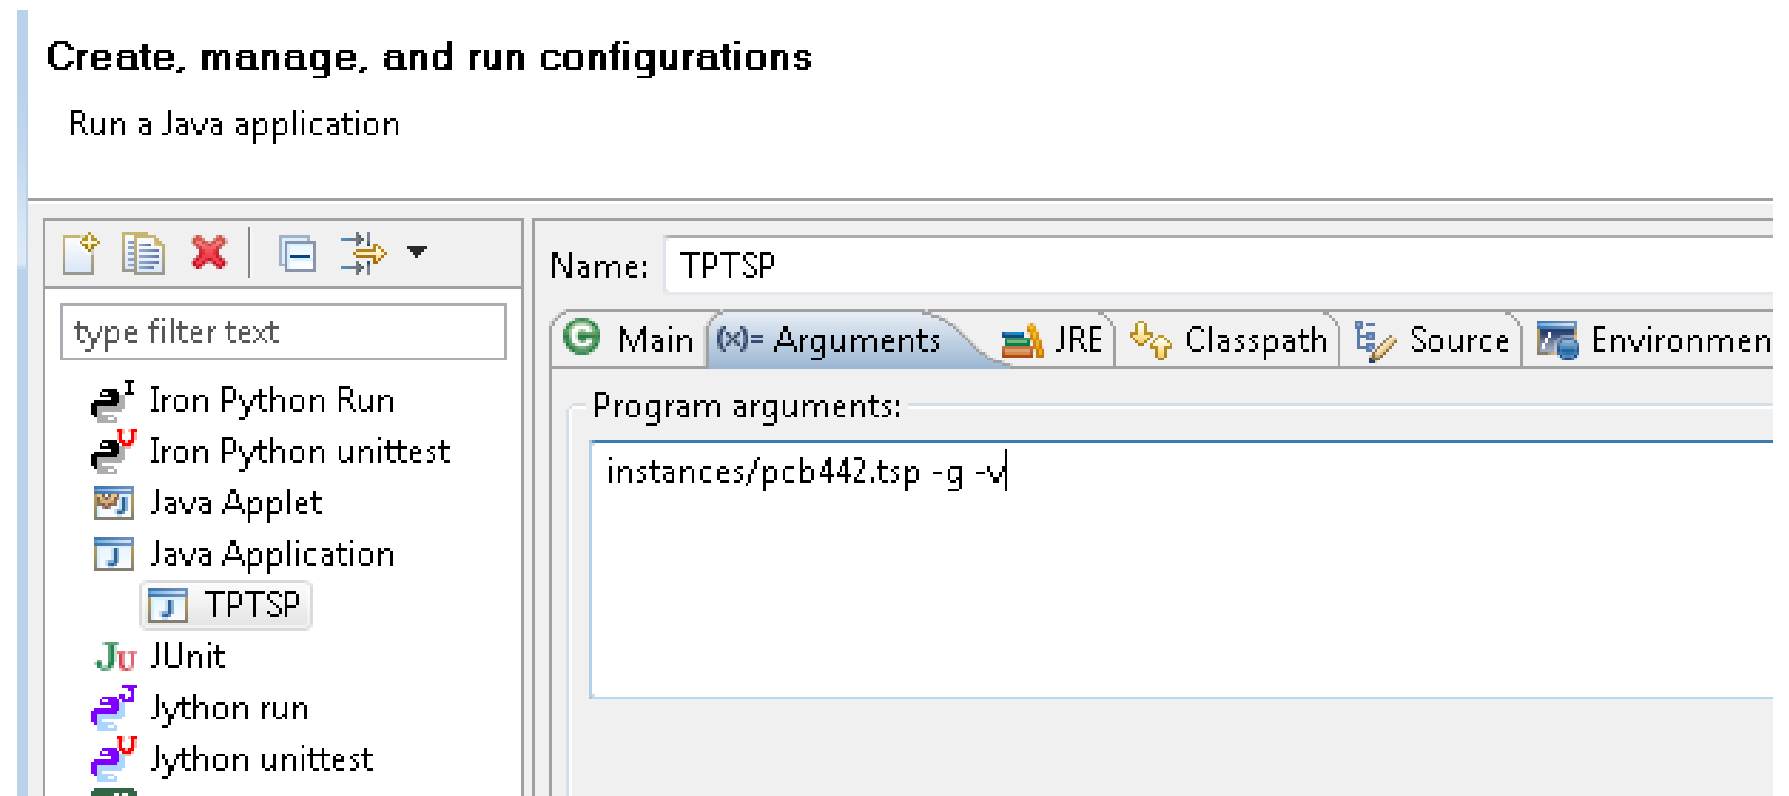 Create, manage, and run configurations
Run a Java application
type filter text
Iron Python Run
Iron Python unittest
Java Applet
Java Application
TPTSP
JUnit
Jython run
Jython unittest
Name: TPTSP
Main (x)= Arguments JRE Classpath Source Environmen
Program arguments:
instances/pcb442.tsp -g -v